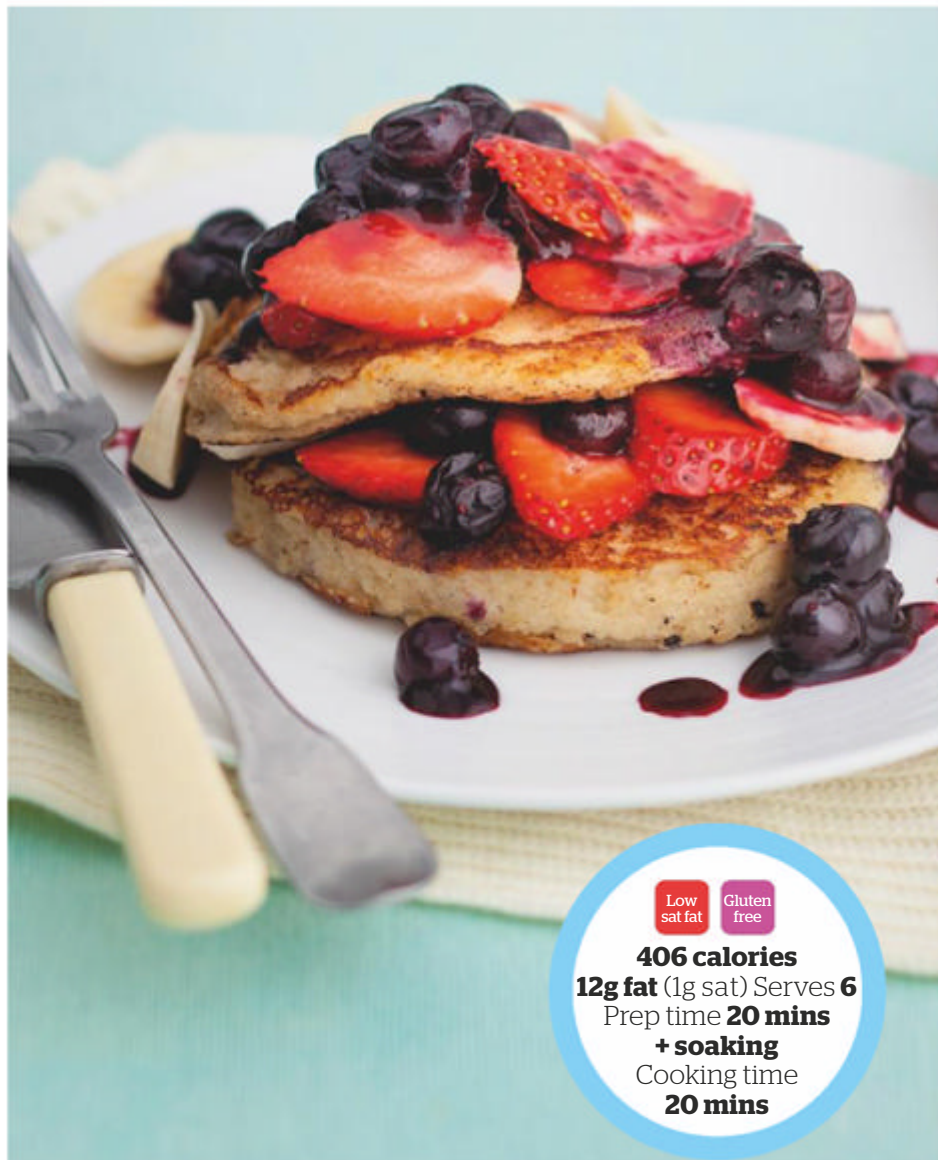 Low
sat fat
Gluten
free
406 calories
12g fat (1g sat) Serves 6
Prep time 20 mins
+ soaking
Cooking time
20 mins